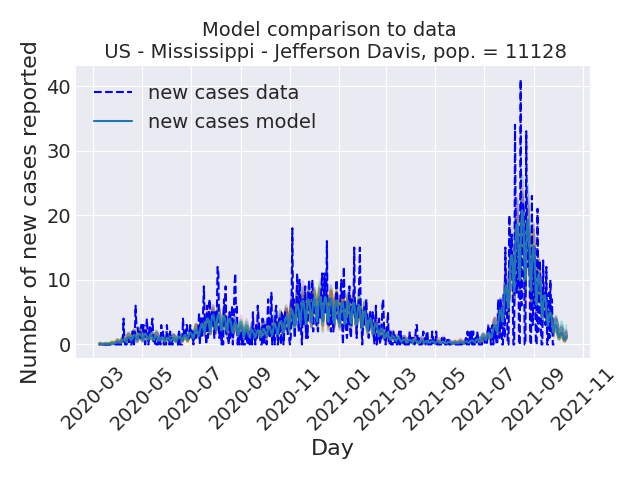 Model comparison to data
US - Mississippi - Jefferson Davis, pop. = 11128
Number of new cases reported
40
30
20
10
0
new cases data
new cases model
2020-03
2020-05
2020-07
2020-09
2020-11
2021-01
2021-03
2021-05
2021-07
2021-09
2021-11
Day